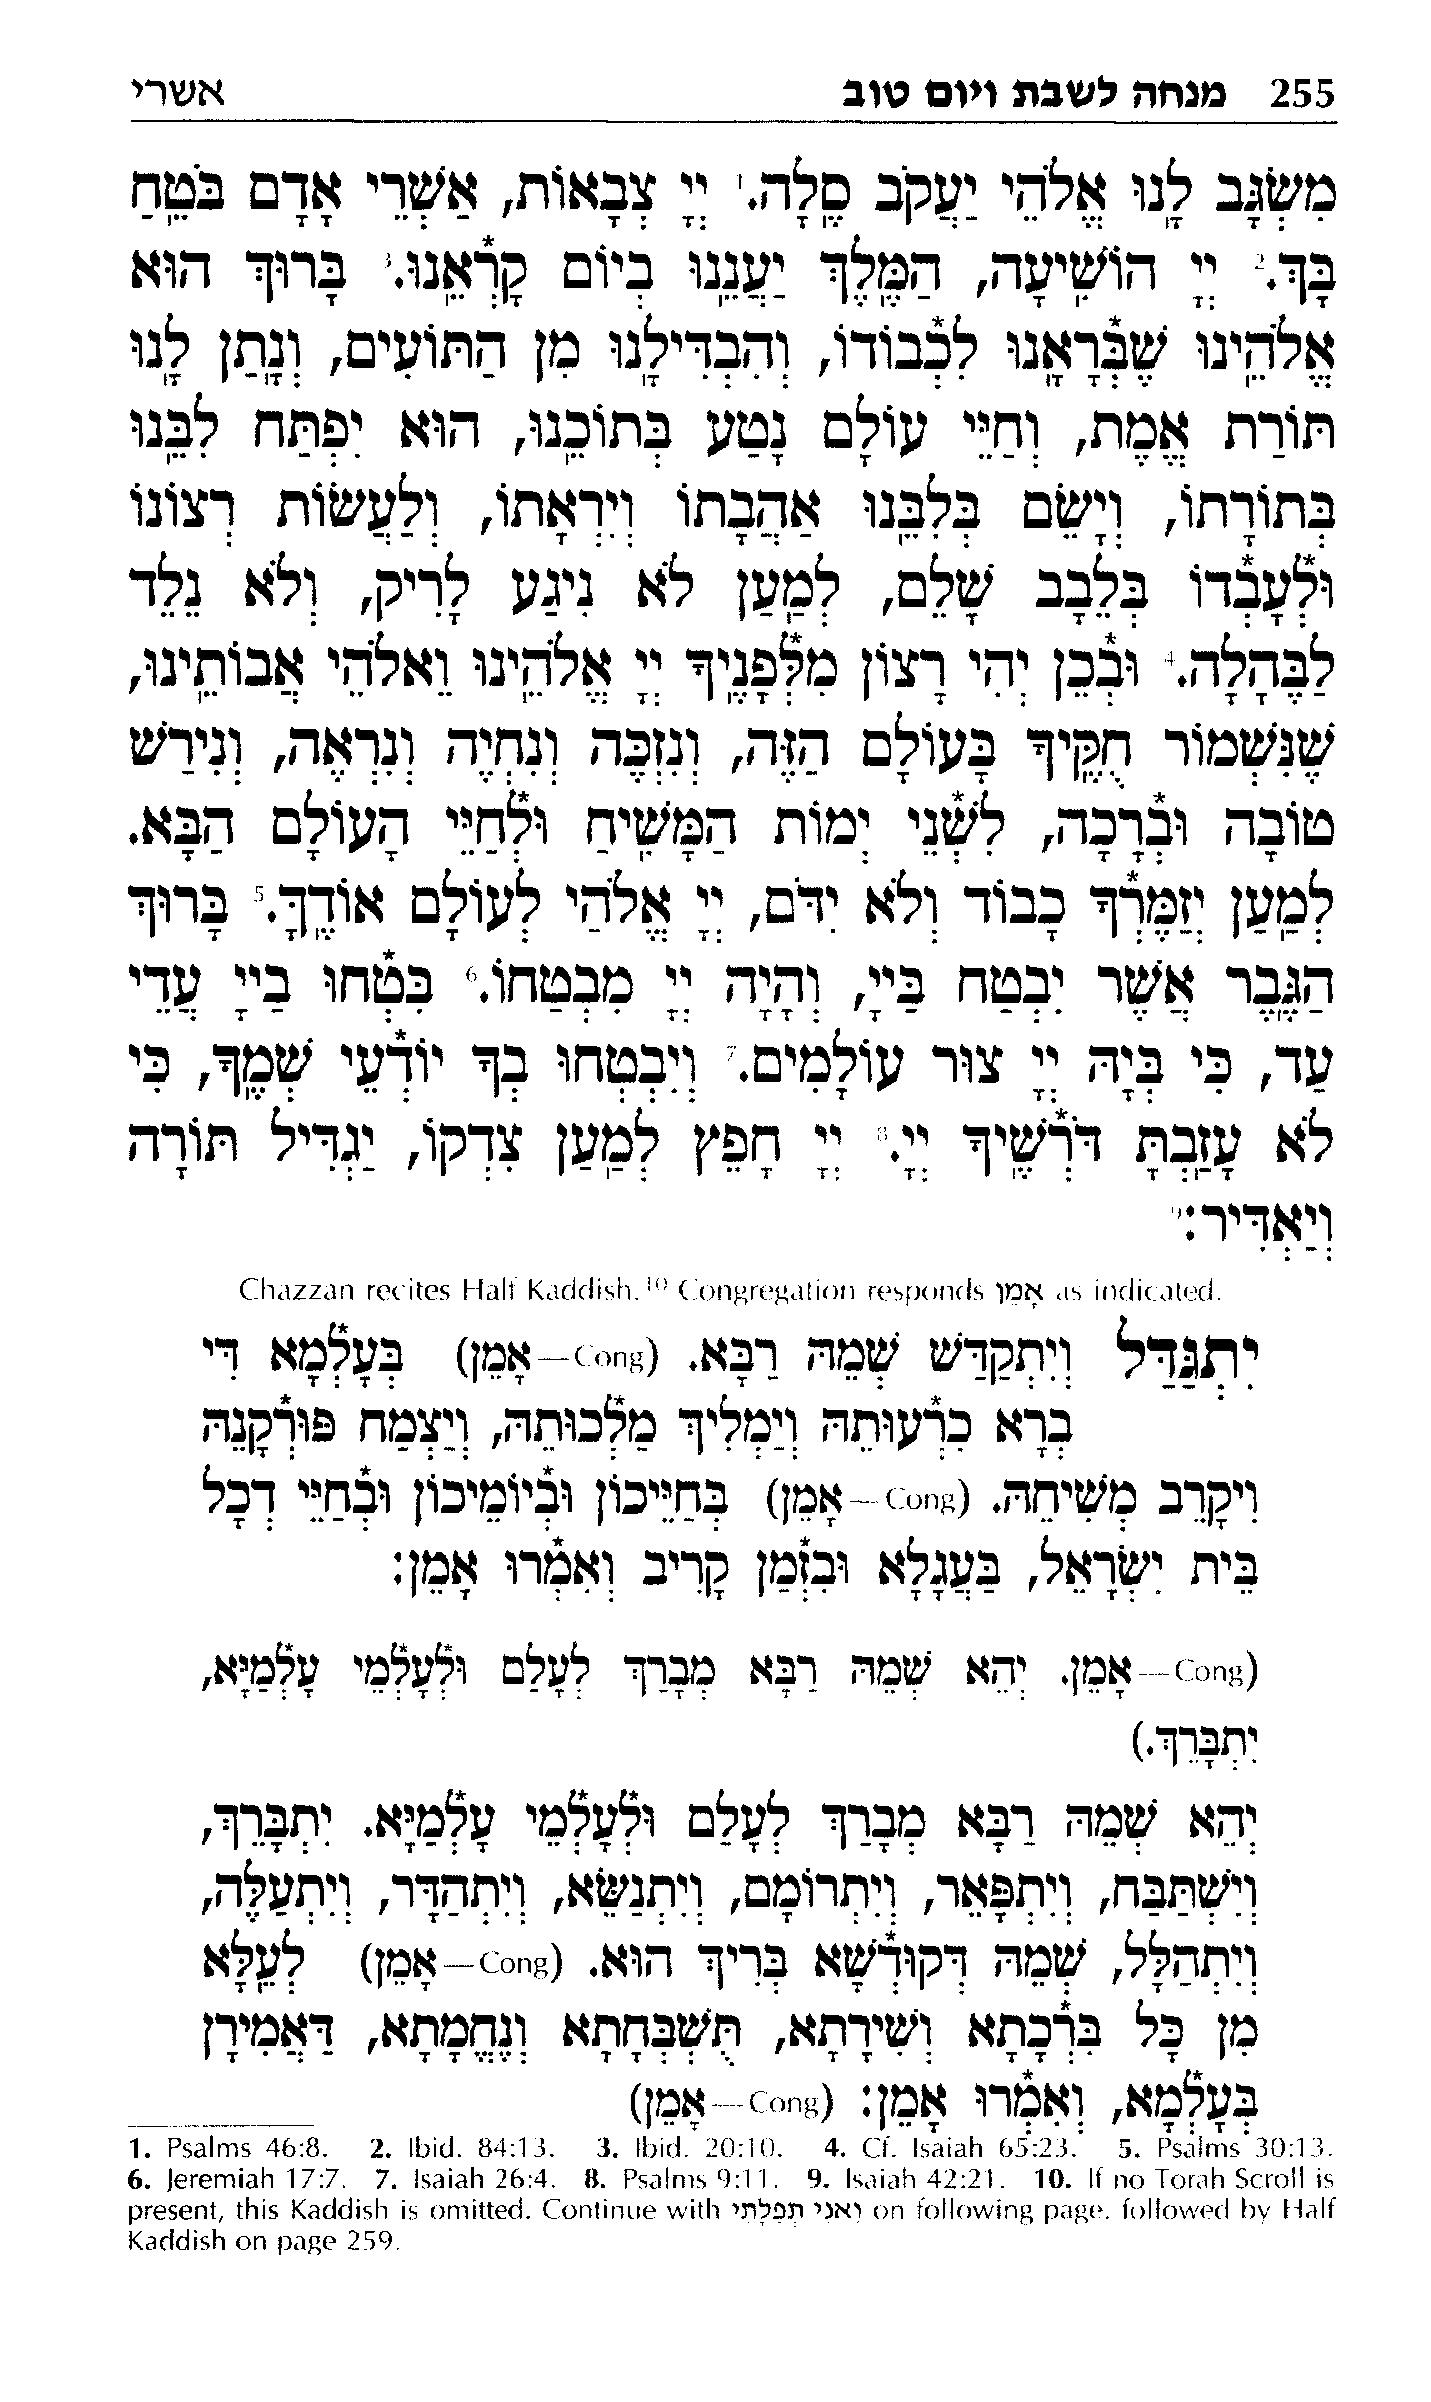 255 מנחה לשבת ויום טוב אשרי
מִשְׂגָּב לָנוּ אֱלֹהֵי יַעֲקֹב סֶלָה.¹ יְיָ צְבָאוֹת, אַשְׁרֵי אָדָם בֹּטֵחַ
בָּךְ.² יְיָ הוֹשִׁיעָה, הַמֶּלֶךְ יַעֲנֵנוּ בְיוֹם קָרְ֯אֵנוּ.³ בָּרוּךְ הוּא
אֱלֹהֵינוּ שֶׁבְּ֯רָאָנוּ לִכְ֯בוֹדוֹ, וְהִבְדִּילָנוּ מִן הַתּוֹעִים, וְנָתַן לָנוּ
תּוֹרַת אֱמֶת, וְחַיֵּי עוֹלָם נָטַע בְּתוֹכֵנוּ, הוּא יִפְתַּח לִבֵּנוּ
בְּתוֹרָתוֹ, וְיָשֵׂם בְּלִבֵּנוּ אַהֲבָתוֹ וְיִרְאָתוֹ, וְלַעֲשׂוֹת רְצוֹנוֹ
וּלְ֯עָבְ֯דוֹ בְּלֵבָב שָׁלֵם, לְמַעַן לֹא נִיגַע לָרִיק, וְלֹא נֵלֵד
לַבֶּהָלָה.⁴ וּבְ֯כֵן יְהִי רָצוֹן מִלְּ֯פָנֶיךָ יְיָ אֱלֹהֵינוּ וֵאלֹהֵי אֲבוֹתֵינוּ,
שֶׁנִּשְׁמוֹר חֻקֶּיךָ בָּעוֹלָם הַזֶּה, וְנִזְכֶּה וְנִחְיֶה וְנִרְאֶה, וְנִירַשׁ
טוֹבָה וּבְ֯רָכָה, לִשְׁ֯נֵי יְמוֹת הַמָּשִׁיחַ וּלְ֯חַיֵּי הָעוֹלָם הַבָּא.
לְמַעַן יְזַמֶּרְ֯ךָ כָבוֹד וְלֹא יִדֹּם, יְיָ אֱלֹהַי לְעוֹלָם אוֹדֶךָּ.⁵ בָּרוּךְ
הַגֶּבֶר אֲשֶׁר יִבְטַח בַּייָ, וְהָיָה יְיָ מִבְטַחוֹ.⁶ בִּטְ֯חוּ בַייָ עֲדֵי
עַד, כִּי בְּיָהּ יְיָ צוּר עוֹלָמִים.⁷ וְיִבְטְחוּ בְךָ יוֹדְ֯עֵי שְׁמֶךָ, כִּי
לֹא עָזַבְתָּ דֹּרְ֯שֶׁיךָ יְיָ.⁸ יְיָ חָפֵץ לְמַעַן צִדְקוֹ, יַגְדִּיל תּוֹרָה
וְיַאְדִּיר׃⁹
Chazzan recites Half Kaddish.¹⁰ Congregation responds אָמֵן as indicated.
יִתְגַּדַּל וְיִתְקַדַּשׁ שְׁמֵהּ רַבָּא. (Cong—אָמֵן) בְּעָלְ֯מָא דִּי
בְרָא כִרְ֯עוּתֵהּ וְיַמְלִיךְ מַלְ֯כוּתֵהּ, וְיַצְמַח פּוּרְ֯קָנֵהּ
וִיקָרֵב מְשִׁיחֵהּ. (Cong—אָמֵן) בְּחַיֵּיכוֹן וּבְ֯יוֹמֵיכוֹן וּבְ֯חַיֵּי דְכָל
בֵּית יִשְׂרָאֵל, בַּעֲגָלָא וּבִזְ֯מַן קָרִיב וְאִמְ֯רוּ אָמֵן׃
(Cong—אָמֵן. יְהֵא שְׁמֵהּ רַבָּא מְבָרַךְ לְעָלַם וּלְ֯עָלְ֯מֵי עָלְ֯מַיָּא,
יִתְבָּרֵךְ.)
יְהֵא שְׁמֵהּ רַבָּא מְבָרַךְ לְעָלַם וּלְ֯עָלְ֯מֵי עָלְ֯מַיָּא. יִתְבָּרֵךְ,
וְיִשְׁתַּבַּח, וְיִתְפָּאֵר, וְיִתְרוֹמָם, וְיִתְנַשֵּׂא, וְיִתְהַדָּר, וְיִתְעַלֶּה,
וְיִתְהַלָּל, שְׁמֵהּ דְּקוּדְ֯שָׁא בְּרִיךְ הוּא. (Cong—אָמֵן) לְעֵלָּא
מִן כָּל בִּרְ֯כָתָא וְשִׁירָתָא, תֻּשְׁבְּחָתָא וְנֶחֱמָתָא, דַּאֲמִירָן
בְּעָלְ֯מָא, וְאִמְ֯רוּ אָמֵן׃ (Cong—אָמֵן)
1. Psalms 46:8. 2. Ibid. 84:13. 3. Ibid. 20:10. 4. Cf. Isaiah 65:23. 5. Psalms 30:13.
6. Jeremiah 17:7. 7. Isaiah 26:4. 8. Psalms 9:11. 9. Isaiah 42:21. 10. If no Torah Scroll is
present, this Kaddish is omitted. Continue with וַאֲנִי תְפִלָּתִי on following page, followed by Half
Kaddish on page 259.